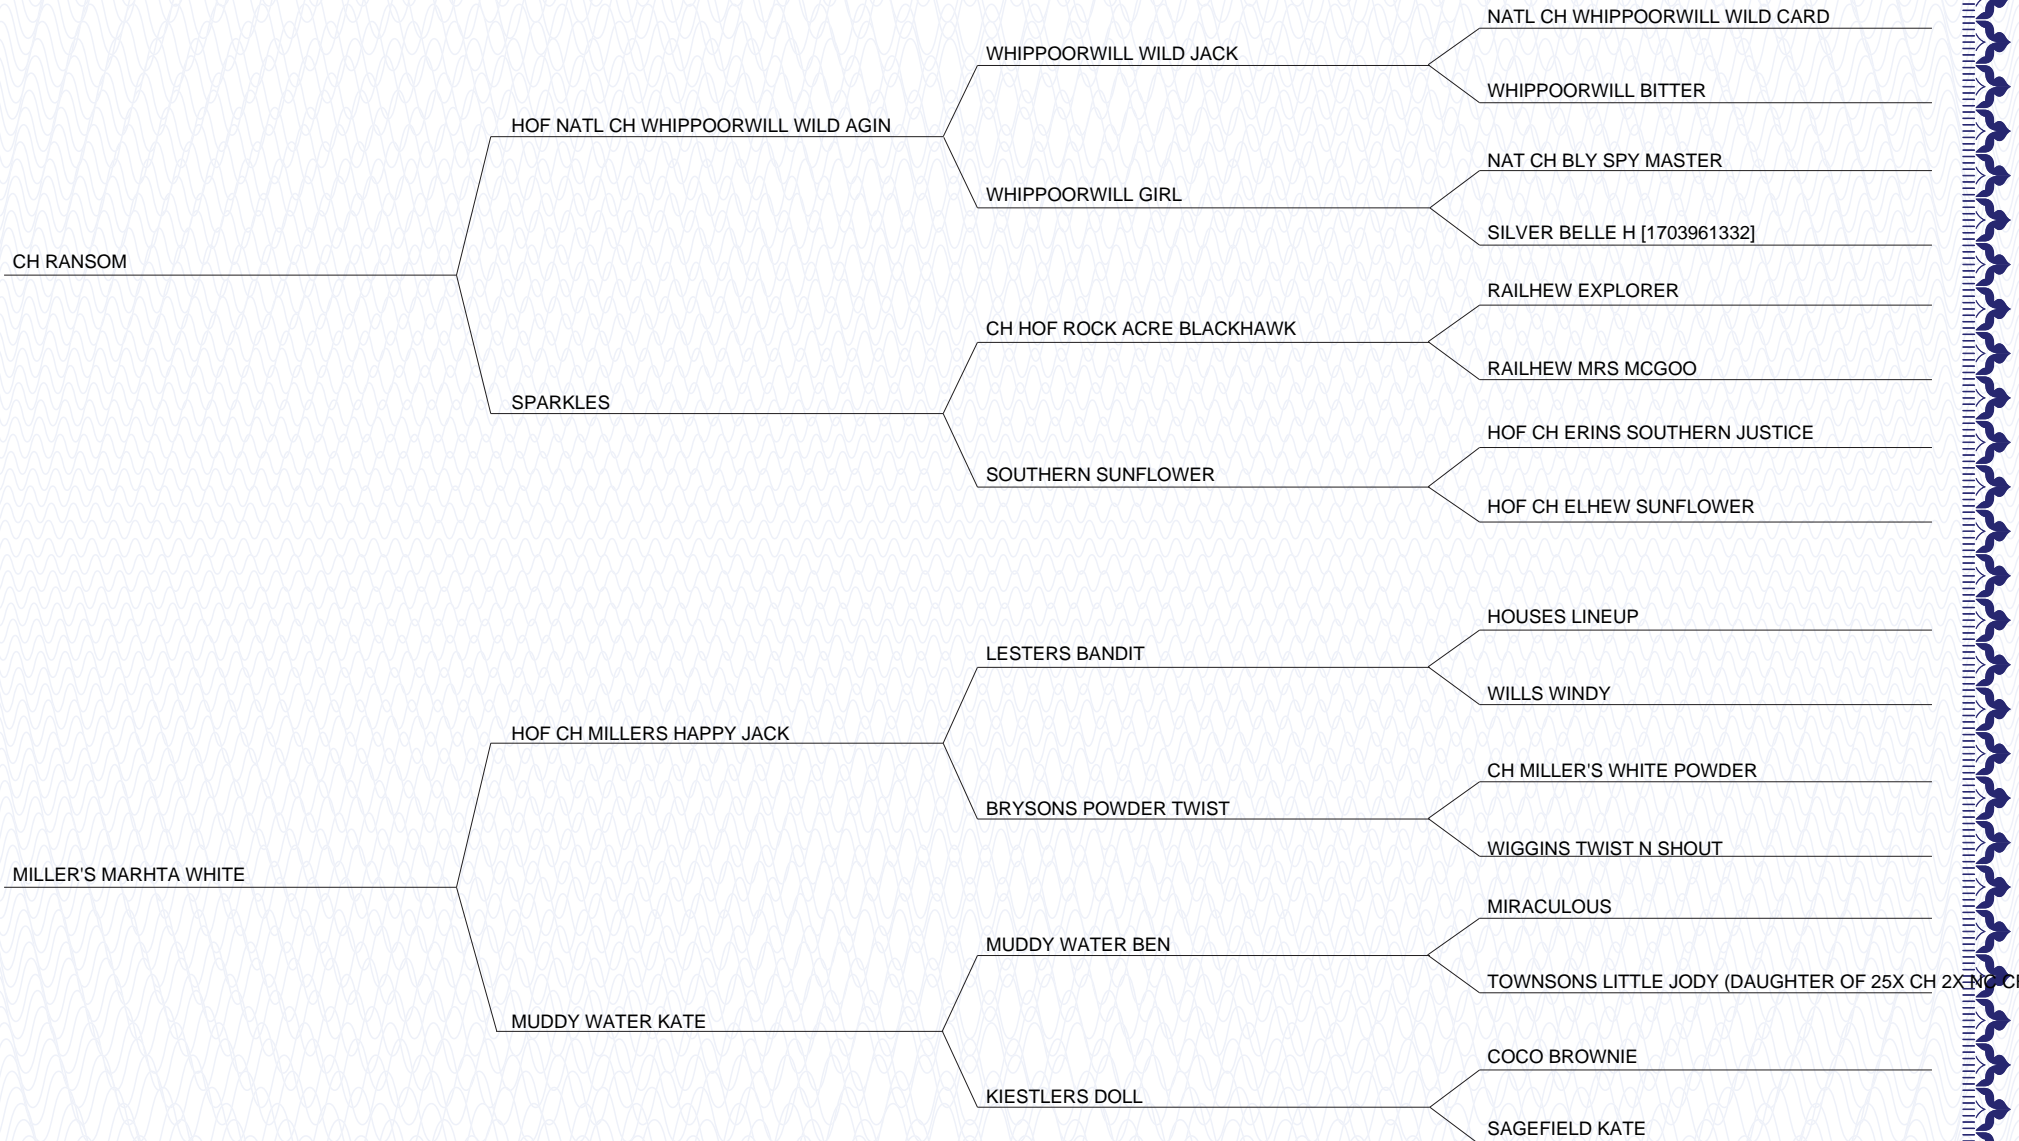 NATL CH WHIPPOORWILL WILD CARD
WHIPPOORWILL WILD JACK
WHIPPOORWILL BITTER
HOF NATL CH WHIPPOORWILL WILD AGIN
NAT CH BLY SPY MASTER
WHIPPOORWILL GIRL
SILVER BELLE H [1703961332]
CH RANSOM
RAILHEW EXPLORER
CH HOF ROCK ACRE BLACKHAWK
RAILHEW MRS MCGOO
SPARKLES
HOF CH ERINS SOUTHERN JUSTICE
SOUTHERN SUNFLOWER
HOF CH ELHEW SUNFLOWER
HOUSES LINEUP
LESTERS BANDIT
WILLS WINDY
HOF CH MILLERS HAPPY JACK
CH MILLER'S WHITE POWDER
BRYSONS POWDER TWIST
WIGGINS TWIST N SHOUT
MILLER'S MARHTA WHITE
MIRACULOUS
MUDDY WATER BEN
TOWNSONS LITTLE JODY (DAUGHTER OF 25X CH 2X NC
MUDDY WATER KATE
COCO BROWNIE
KIESTLERS DOLL
SAGEFIELD KATE